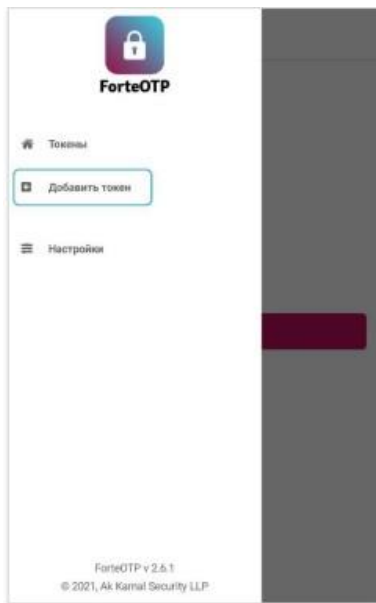 ForteOTP
Токены
Добавить токен
Настройки
ForteOTP v 2.6.1
© 2021, Ak Kamal Security LLP